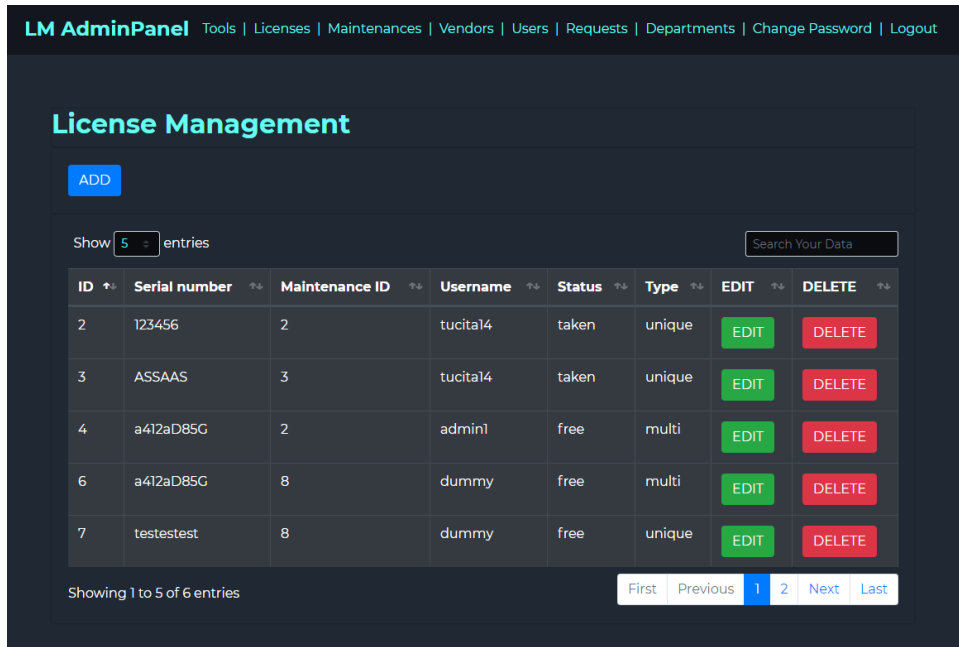 LM AdminPanel Tools | Licenses | Maintenances | Vendors | Users | Requests | Departments | Change Password | Logout
License Management
ADD
Show 5 entries
Search Your Data
ID Serial number Maintenance ID Username Status Type EDIT DELETE
2 123456 2 tucita14 taken unique EDIT DELETE
3 ASSAAS 3 tucita14 taken unique EDIT DELETE
4 a412aD85G 2 admin1 free multi EDIT DELETE
6 a412aD85G 8 dummy free multi EDIT DELETE
7 testestest 8 dummy free unique EDIT DELETE
Showing 1 to 5 of 6 entries
First Previous 1 2 Next Last